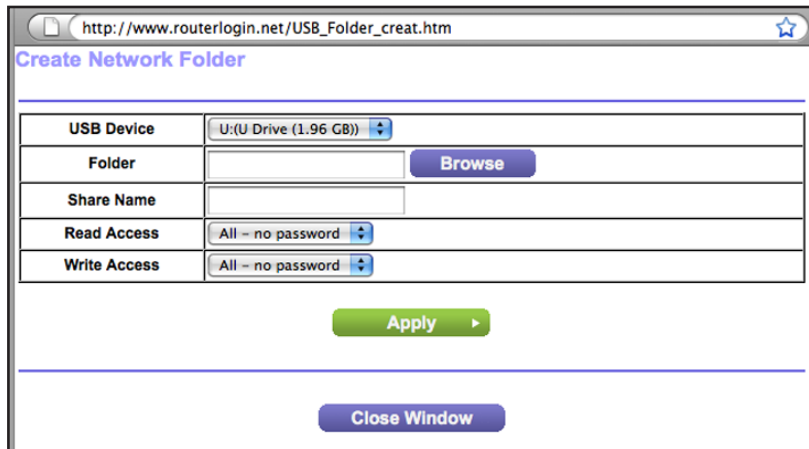 http://www.routerlogin.net/USB_Folder_creat.htm
Create Network Folder
USB Device U:(U Drive (1.96 GB))
Folder Browse
Share Name
Read Access All – no password
Write Access All – no password
Apply
Close Window